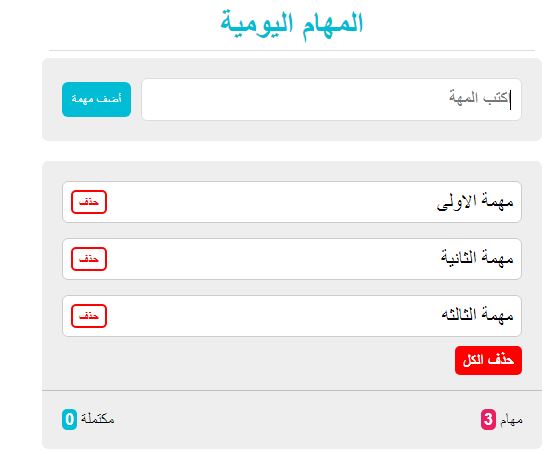 المهام اليومية
اكتب المهة
أضف مهمة
مهمة الاولى
حذف
مهمة الثانية
حذف
مهمة الثالثه
حذف
حذف الكل
مهام 3
مكتملة 0